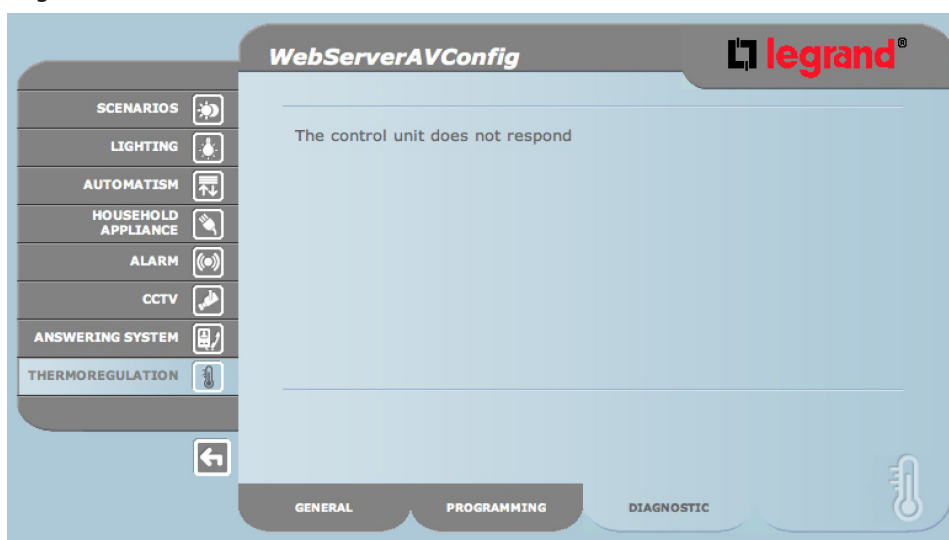 WebServerAVConfig
legrand®
SCENARIOS
LIGHTING
AUTOMATISM
HOUSEHOLD
APPLIANCE
ALARM
CCTV
ANSWERING SYSTEM
THERMOREGULATION
The control unit does not respond
GENERAL
PROGRAMMING
DIAGNOSTIC